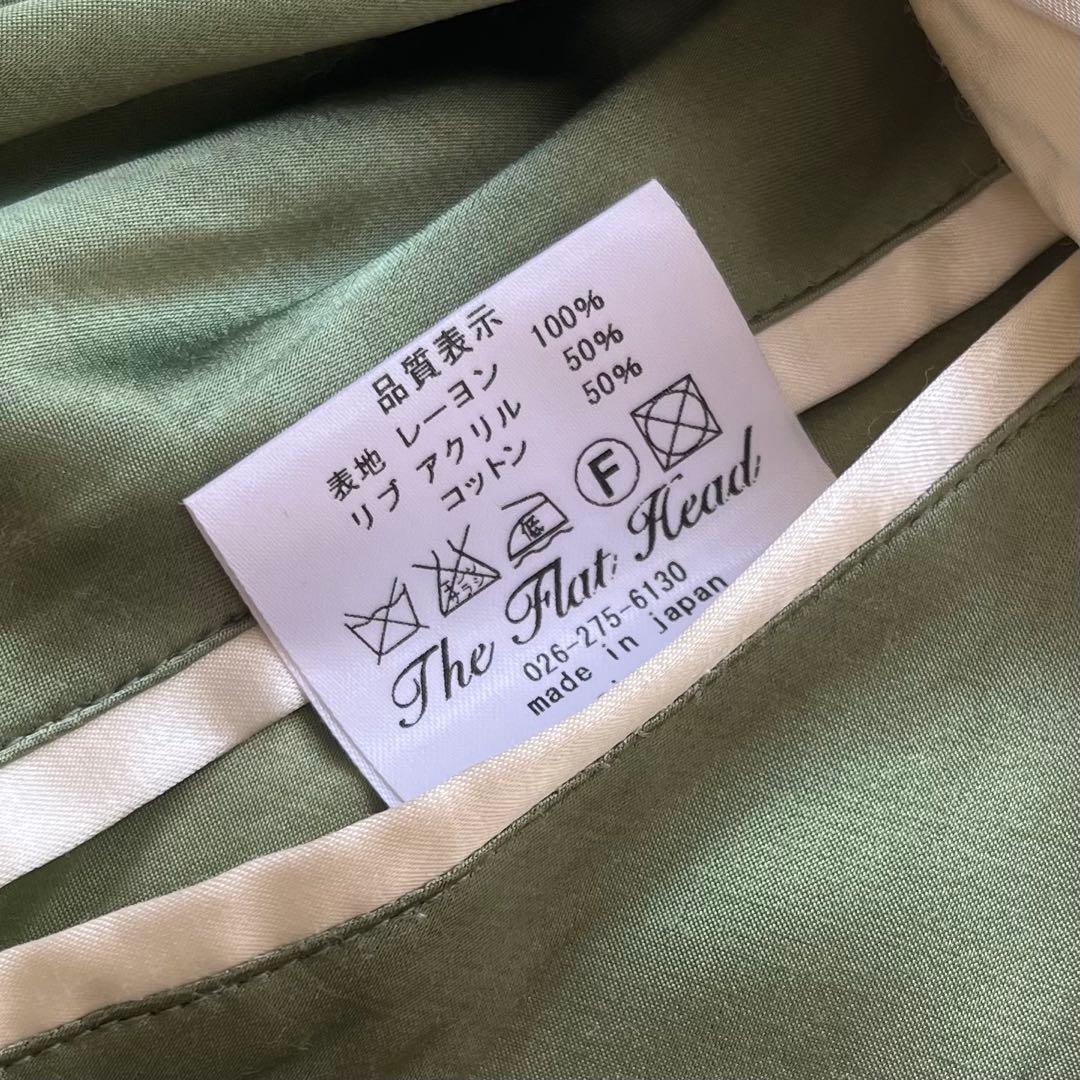 品質表示
表地 レーヨン 100%
リブ アクリル 50%
コットン 50%
低 F
The Flat Head
026-275-6130
made in japan